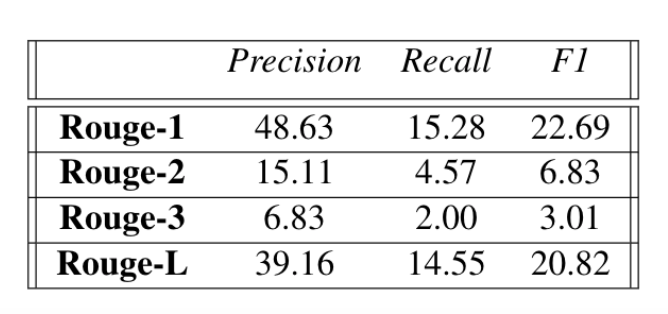 Precision Recall F1
Rouge-1 48.63 15.28 22.69
Rouge-2 15.11 4.57 6.83
Rouge-3 6.83 2.00 3.01
Rouge-L 39.16 14.55 20.82